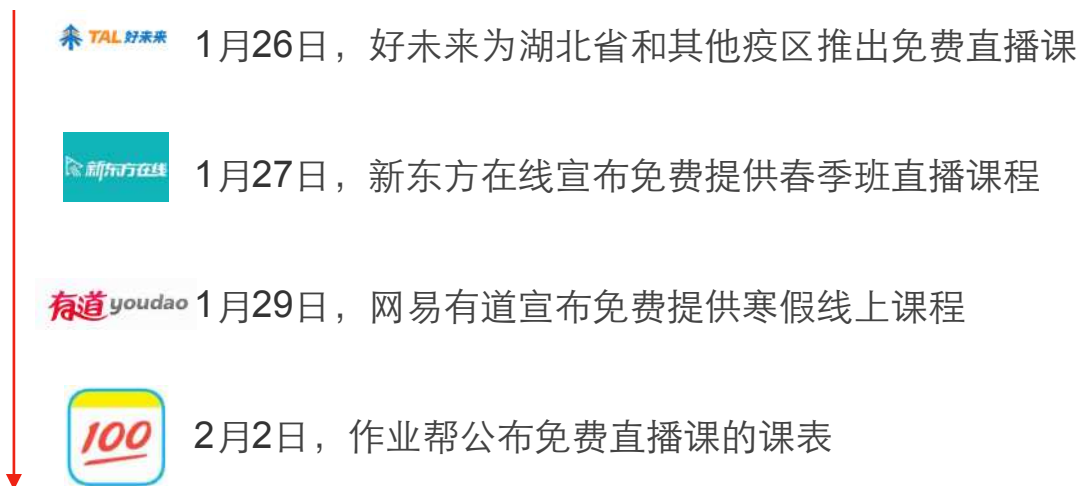 TAL 好未来 1月26日，好未来为湖北省和其他疫区推出免费直播课
新东方在线 1月27日，新东方在线宣布免费提供春季班直播课程
有道 youdao 1月29日，网易有道宣布免费提供寒假线上课程
100 2月2日，作业帮公布免费直播课的课表